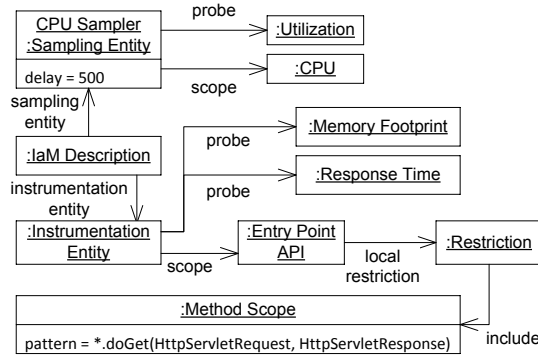 CPU Sampler
:Sampling Entity
delay = 500
probe
:Utilization
scope
:CPU
sampling
entity
:IaM Description
instrumentation
entity
probe
:Memory Footprint
probe
:Response Time
:Instrumentation
Entity
scope
:Entry Point
API
local
restriction
:Restriction
include
:Method Scope
pattern = *.doGet(HttpServletRequest, HttpServletResponse)